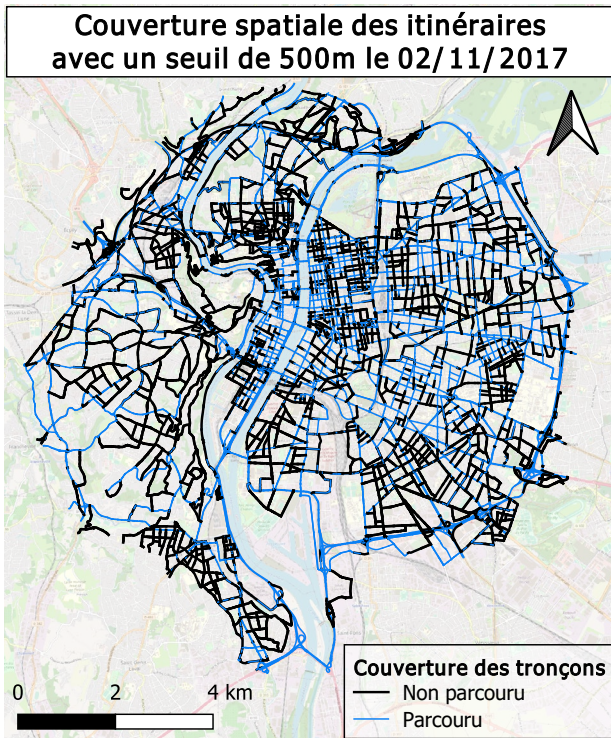 Couverture spatiale des itinéraires
avec un seuil de 500m le 02/11/2017
Couverture des tronçons
Non parcouru
Parcouru
0 2 4 km